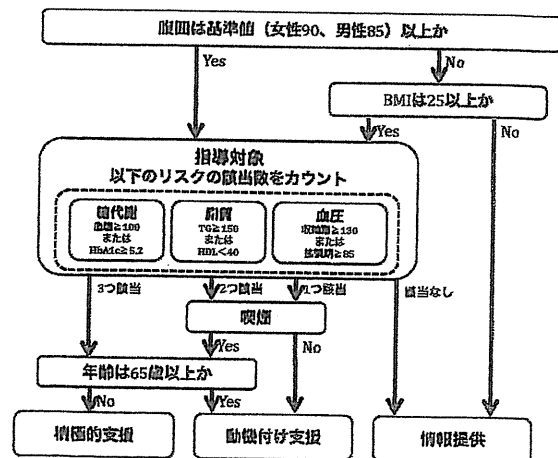 腹囲は基準値（女性90、男性85）以上か
Yes
No
BMIは25以上か
Yes
No
指導対象
以下のリスクの該当数をカウント
糖代謝
血糖≥100
または
HbA1c≥5.2
脂質
TG≥150
または
HDL<40
血圧
収縮期≥130
または
拡張期≥85
3つ該当
2つ該当
1つ該当
該当なし
喫煙
Yes
No
年齢は65歳以上か
No
Yes
積極的支援
動機付け支援
情報提供